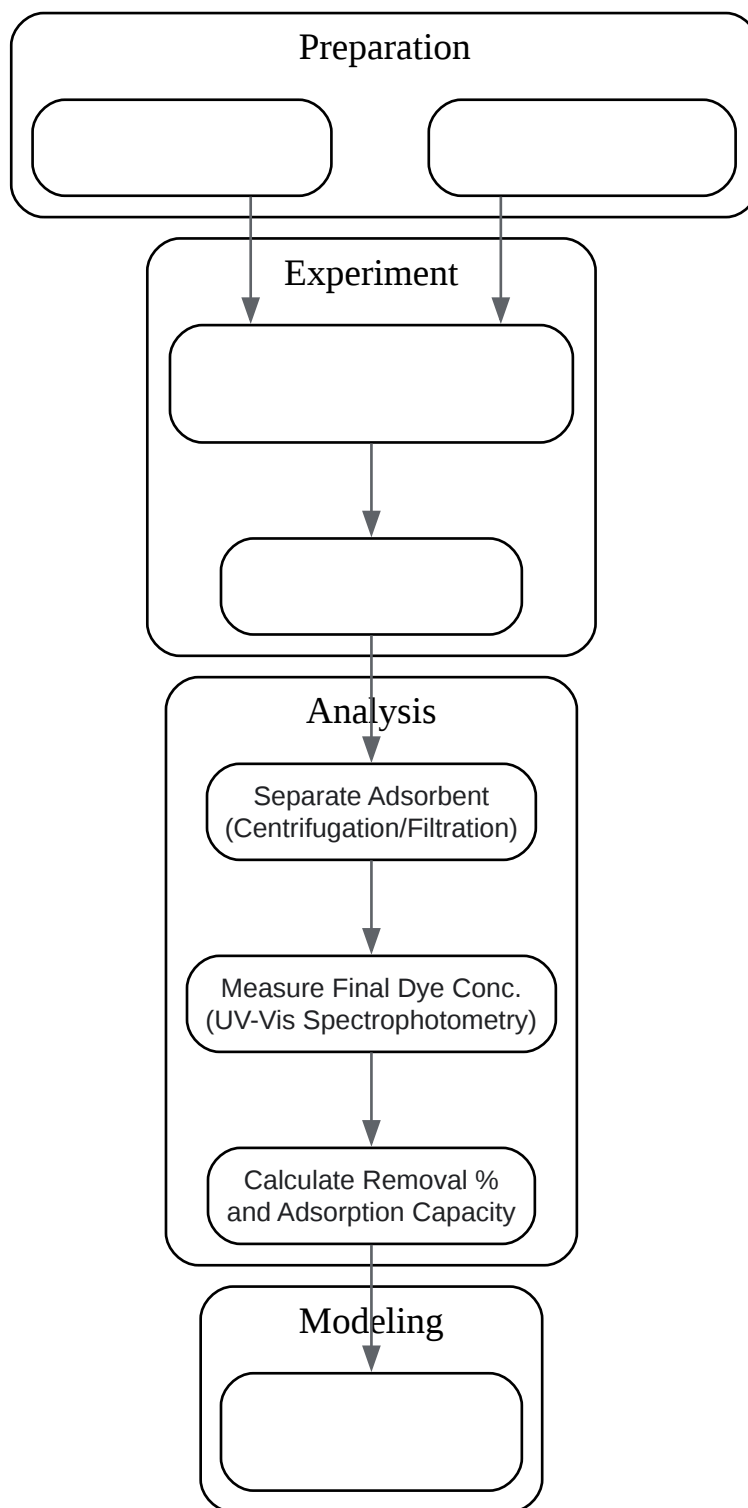 Preparation
Experiment
Analysis
Separate Adsorbent
(Centrifugation/Filtration)
Measure Final Dye Conc.
(UV-Vis Spectrophotometry)
Calculate Removal %
and Adsorption Capacity
Modeling